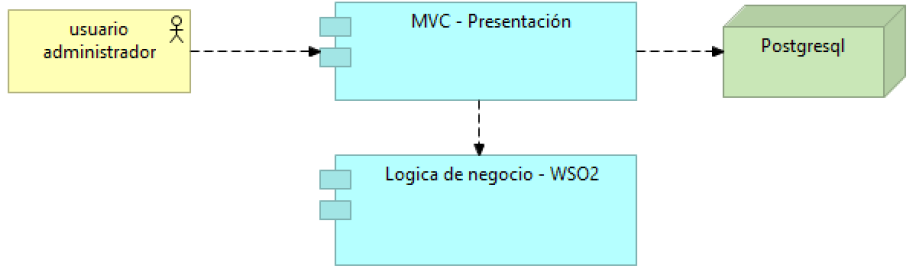 usuario
administrador
MVC - Presentación
Postgresql
Logica de negocio - WSO2